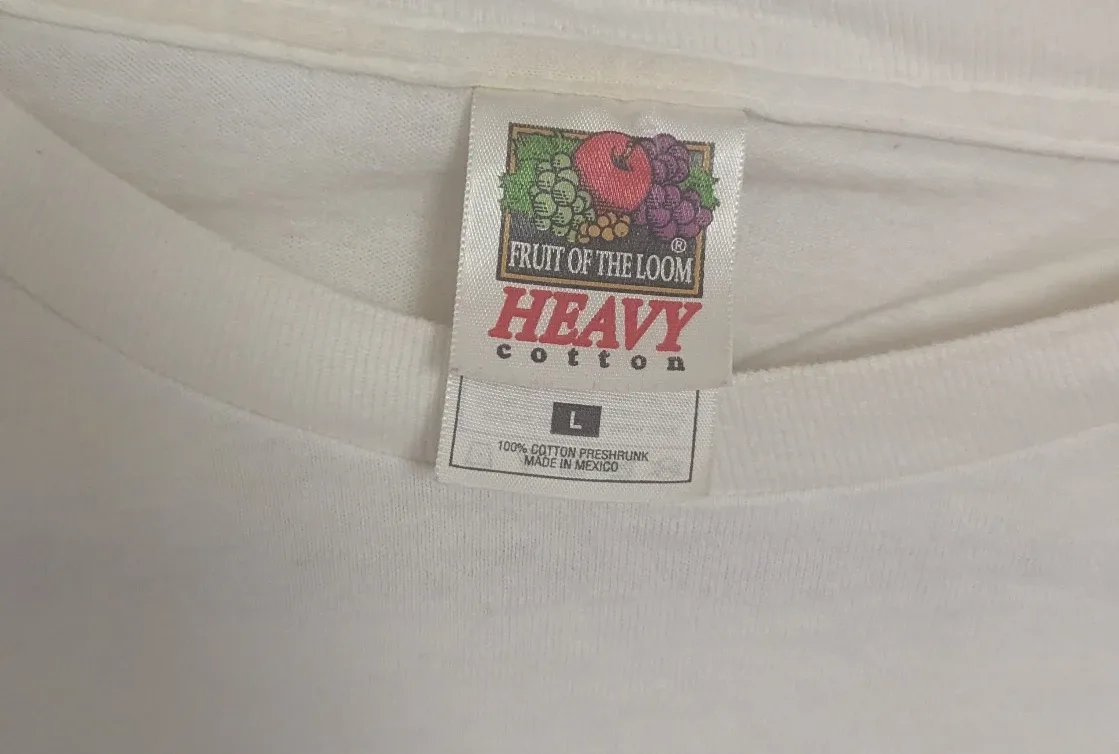 ®
FRUIT OF THE LOOM
HEAVY
cotton
L
100% COTTON PRESHRUNK
MADE IN MEXICO